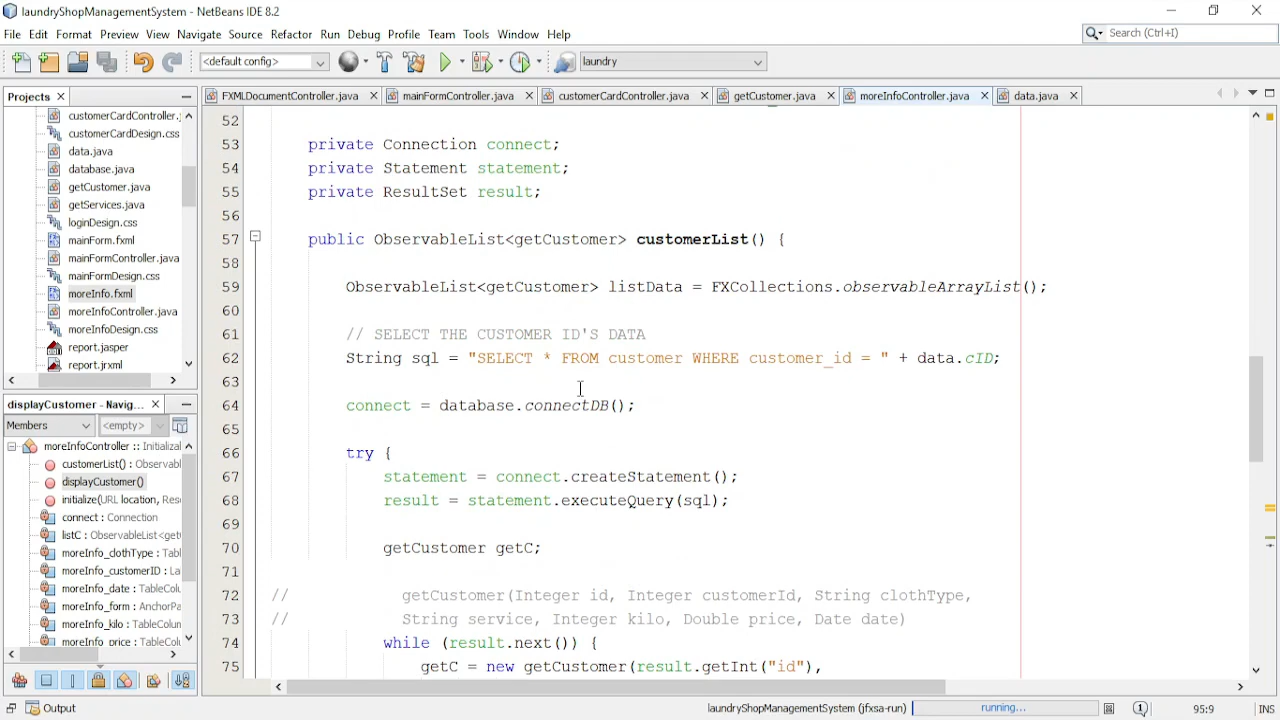 laundryShopManagementSystem - NetBeans IDE 8.2
File Edit Format Preview View Navigate Source Refactor Run Debug Profile Team Tools Window Help
Search (Ctrl+I)
<default config>
laundry
Projects
FXMLDocumentController.java mainFormController.java customerCardController.java getCustomer.java moreInfoController.java data.java
customerCardController.
customerCardDesign.css
data.java
database.java
getCustomer.java
getServices.java
loginDesign.css
mainForm.fxml
mainFormController.java
mainFormDesign.css
moreInfo.fxml
moreInfoController.java
moreInfoDesign.css
report.jasper
report.jrxml
displayCustomer - Navig...
Members <empty>
moreInfoController :: Initializal
customerList() : Observabl
displayCustomer()
initialize(URL location, Reso
connect : Connection
listC : ObservableList<get
moreInfo_clothType : Tabl
moreInfo_customerID : La
moreInfo_date : TableColu
moreInfo_form : AnchorPa
moreInfo_kilo : TableColum
moreInfo_price : TableCol
52
53 private Connection connect;
54 private Statement statement;
55 private ResultSet result;
56
57 public ObservableList<getCustomer> customerList() {
58
59 ObservableList<getCustomer> listData = FXCollections.observableArrayList();
60
61 // SELECT THE CUSTOMER ID'S DATA
62 String sql = "SELECT * FROM customer WHERE customer_id = " + data.cID;
63
64 connect = database.connectDB();
65
66 try {
67 statement = connect.createStatement();
68 result = statement.executeQuery(sql);
69
70 getCustomer getC;
71
72 // getCustomer(Integer id, Integer customerId, String clothType,
73 // String service, Integer kilo, Double price, Date date)
74 while (result.next()) {
75 getC = new getCustomer(result.getInt("id"),
Output
laundryShopManagementSystem (jfxsa-run) running... 95:9 INS